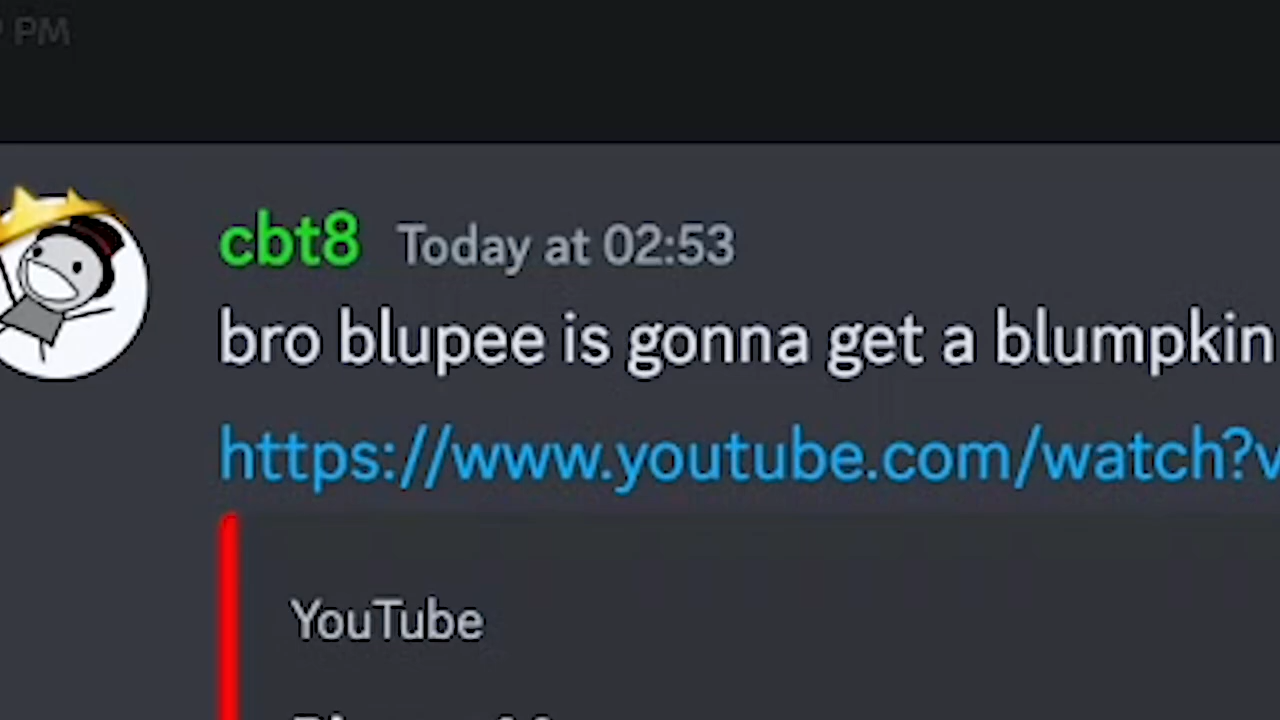 PM
cbt8 Today at 02:53
bro blupee is gonna get a blumpkin
https://www.youtube.com/watch?v
YouTube